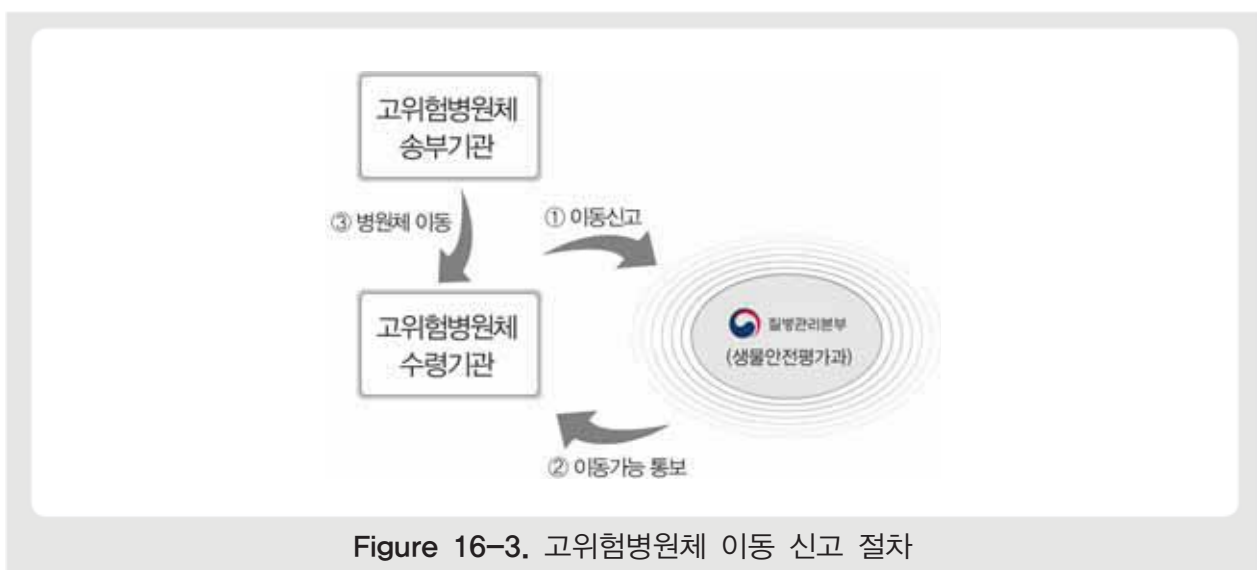 고위험병원체
송부기관
③ 병원체 이동
① 이동신고
고위험병원체
수령기관
질병관리본부
(생물안전평가과)
② 이동가능 통보
Figure 16-3. 고위험병원체 이동 신고 절차